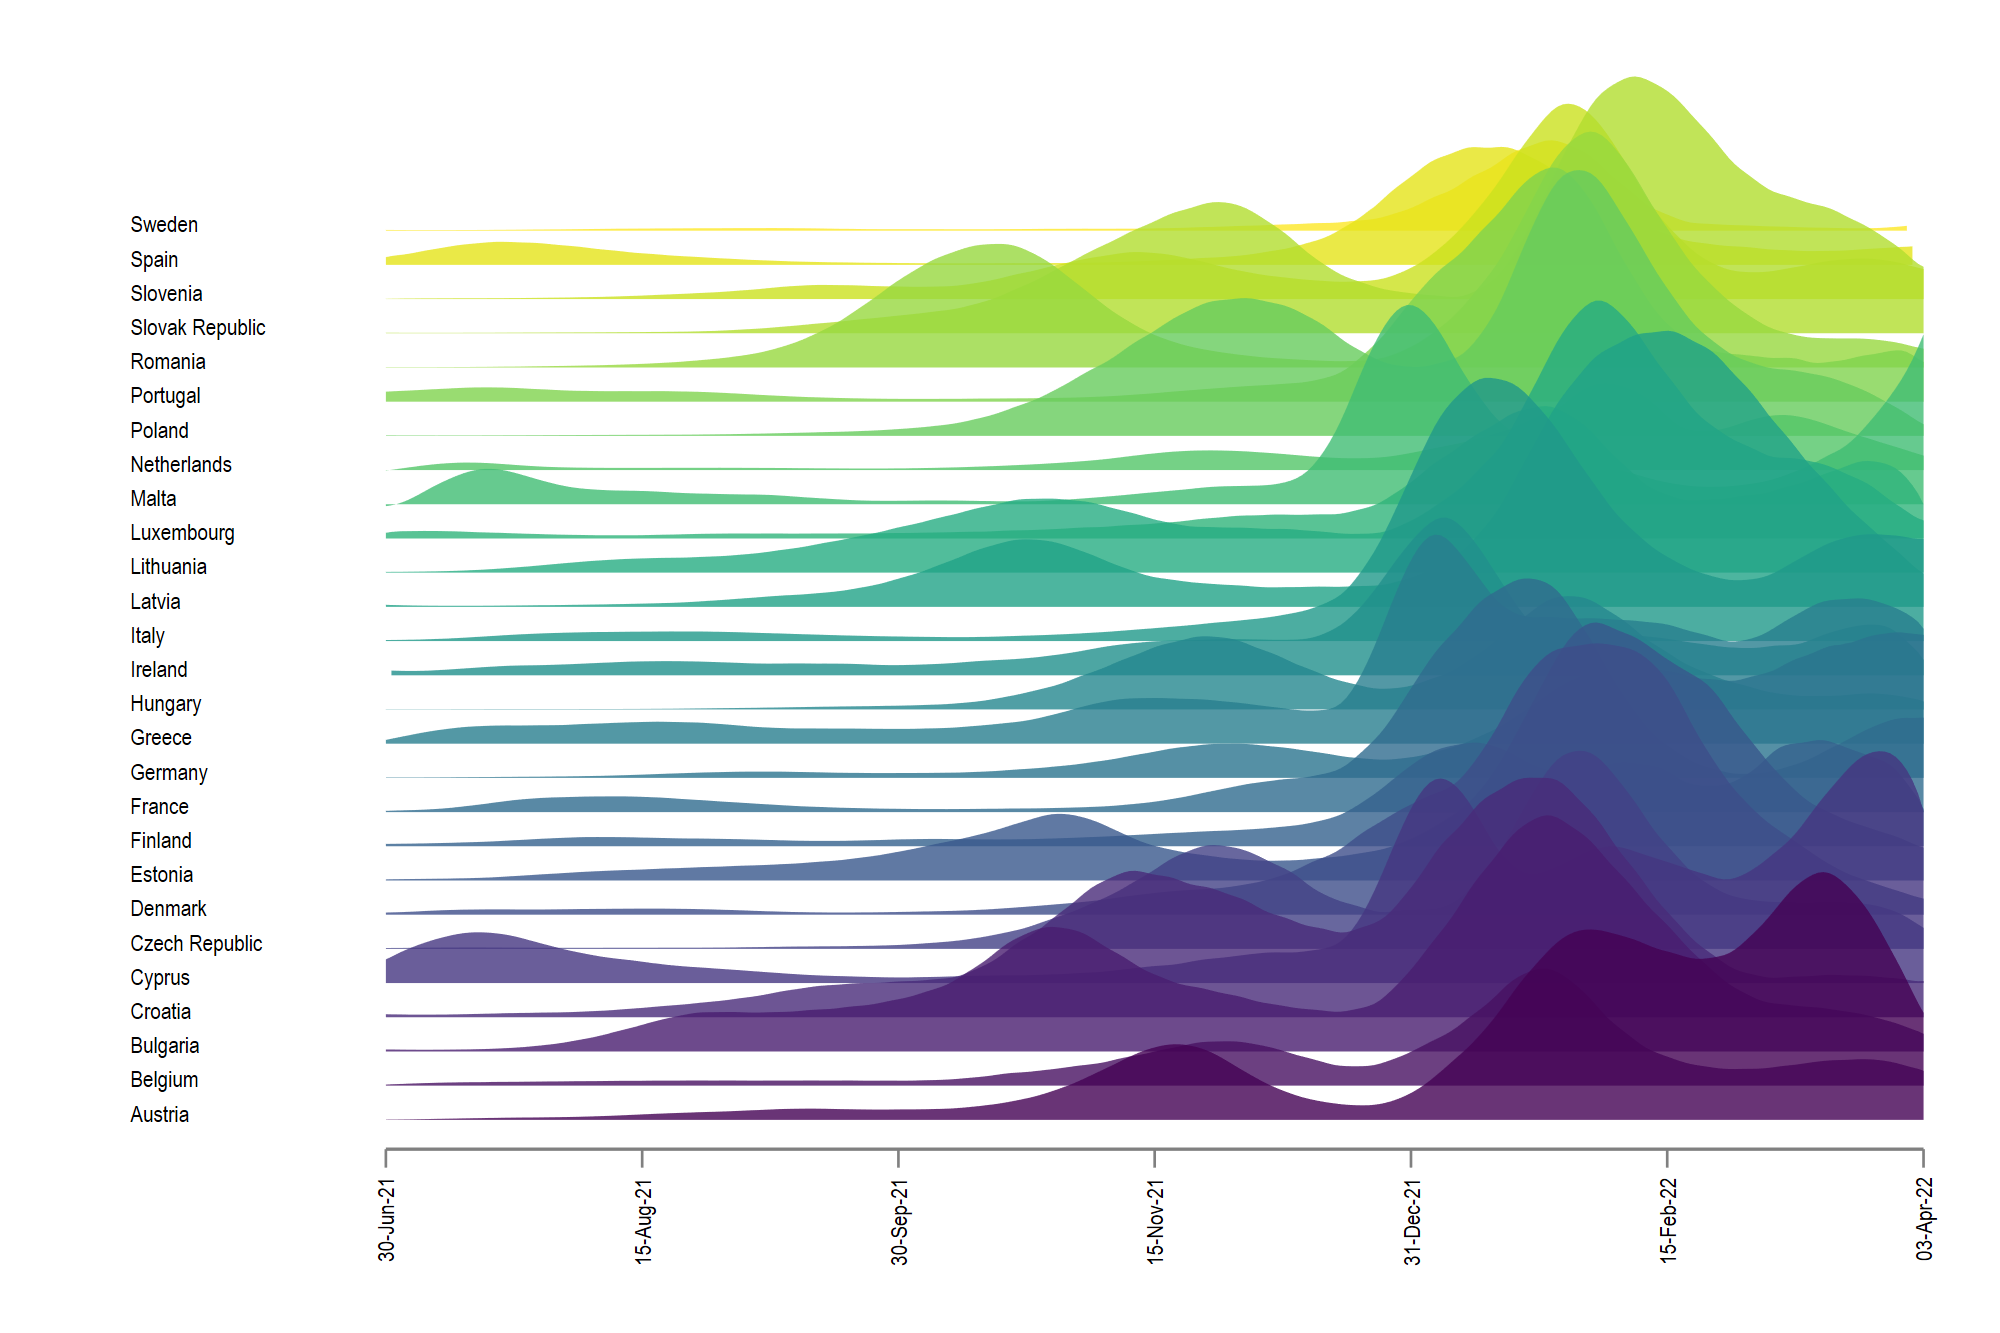 Sweden
Spain
Slovenia
Slovak Republic
Romania
Portugal
Poland
Netherlands
Malta
Luxembourg
Lithuania
Latvia
Italy
Ireland
Hungary
Greece
Germany
France
Finland
Estonia
Denmark
Czech Republic
Cyprus
Croatia
Bulgaria
Belgium
Austria
30-Jun-21
15-Aug-21
30-Sep-21
15-Nov-21
31-Dec-21
15-Feb-22
03-Apr-22